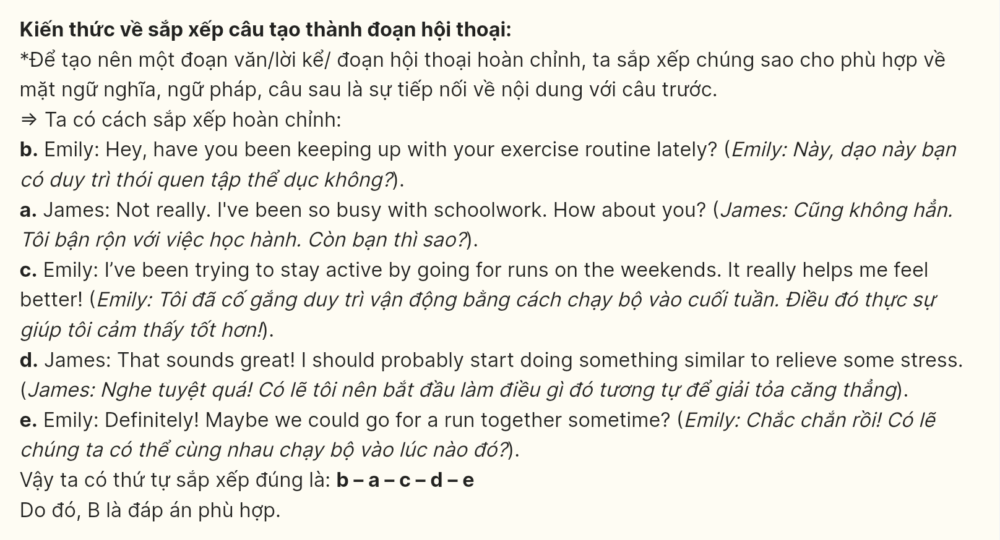 Kiến thức về sắp xếp câu tạo thành đoạn hội thoại:
*Để tạo nên một đoạn văn/lời kể/ đoạn hội thoại hoàn chỉnh, ta sắp xếp chúng sao cho phù hợp về
mặt ngữ nghĩa, ngữ pháp, câu sau là sự tiếp nối về nội dung với câu trước.
⇒ Ta có cách sắp xếp hoàn chỉnh:
b. Emily: Hey, have you been keeping up with your exercise routine lately? (Emily: Này, dạo này bạn
có duy trì thói quen tập thể dục không?).
a. James: Not really. I've been so busy with schoolwork. How about you? (James: Cũng không hẳn.
Tôi bận rộn với việc học hành. Còn bạn thì sao?).
c. Emily: I’ve been trying to stay active by going for runs on the weekends. It really helps me feel
better! (Emily: Tôi đã cố gắng duy trì vận động bằng cách chạy bộ vào cuối tuần. Điều đó thực sự
giúp tôi cảm thấy tốt hơn!).
d. James: That sounds great! I should probably start doing something similar to relieve some stress.
(James: Nghe tuyệt quá! Có lẽ tôi nên bắt đầu làm điều gì đó tương tự để giải tỏa căng thẳng).
e. Emily: Definitely! Maybe we could go for a run together sometime? (Emily: Chắc chắn rồi! Có lẽ
chúng ta có thể cùng nhau chạy bộ vào lúc nào đó?).
Vậy ta có thứ tự sắp xếp đúng là: b – a – c – d – e
Do đó, B là đáp án phù hợp.